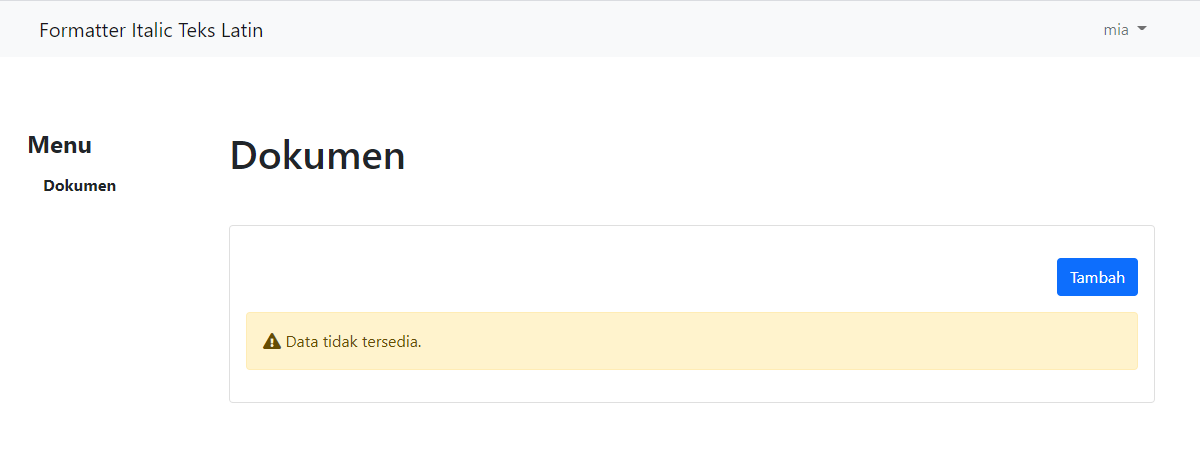 Formatter Italic Teks Latin
mia
Menu
Dokumen
Dokumen
Tambah
Data tidak tersedia.